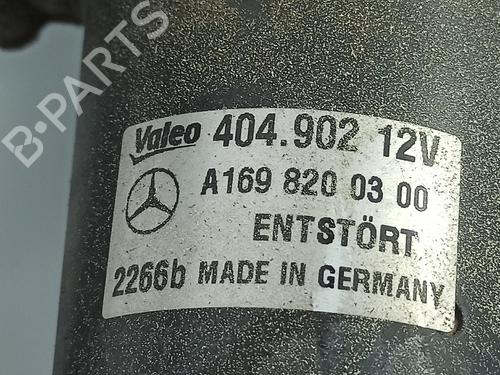 B-PARTS
Valeo 404.902 12V
A169 820 03 00
ENTSTÖRT
2266b MADE IN GERMANY